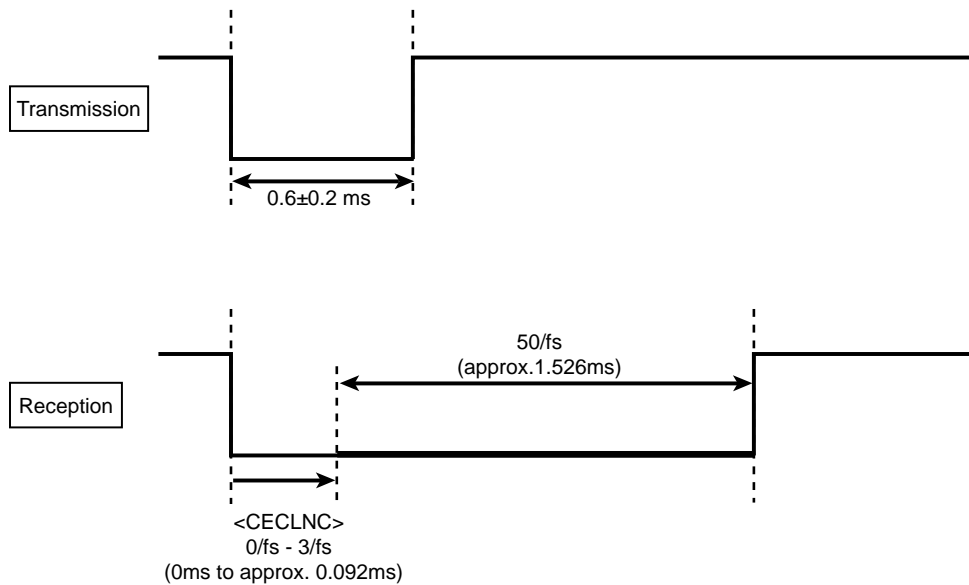 Transmission
0.6±0.2 ms
50/fs
(approx.1.526ms)
Reception
<CECLNC>
0/fs - 3/fs
(0ms to approx. 0.092ms)